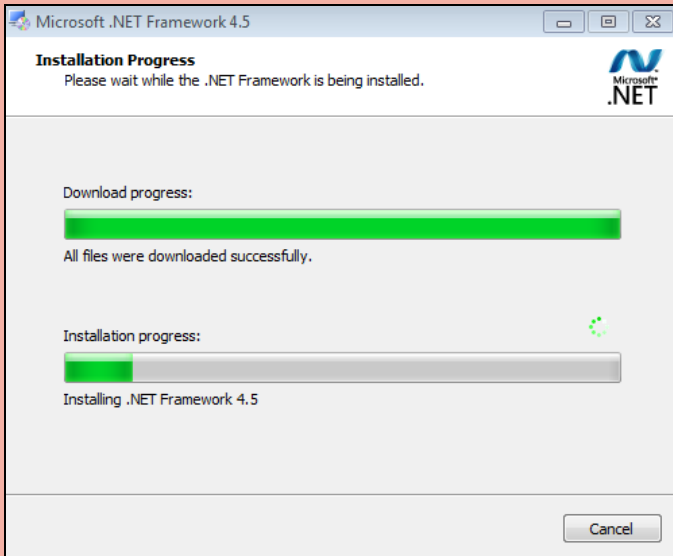 Microsoft .NET Framework 4.5
Installation Progress
Please wait while the .NET Framework is being installed.
Microsoft®
.NET
Download progress:
All files were downloaded successfully.
Installation progress:
Installing .NET Framework 4.5
Cancel